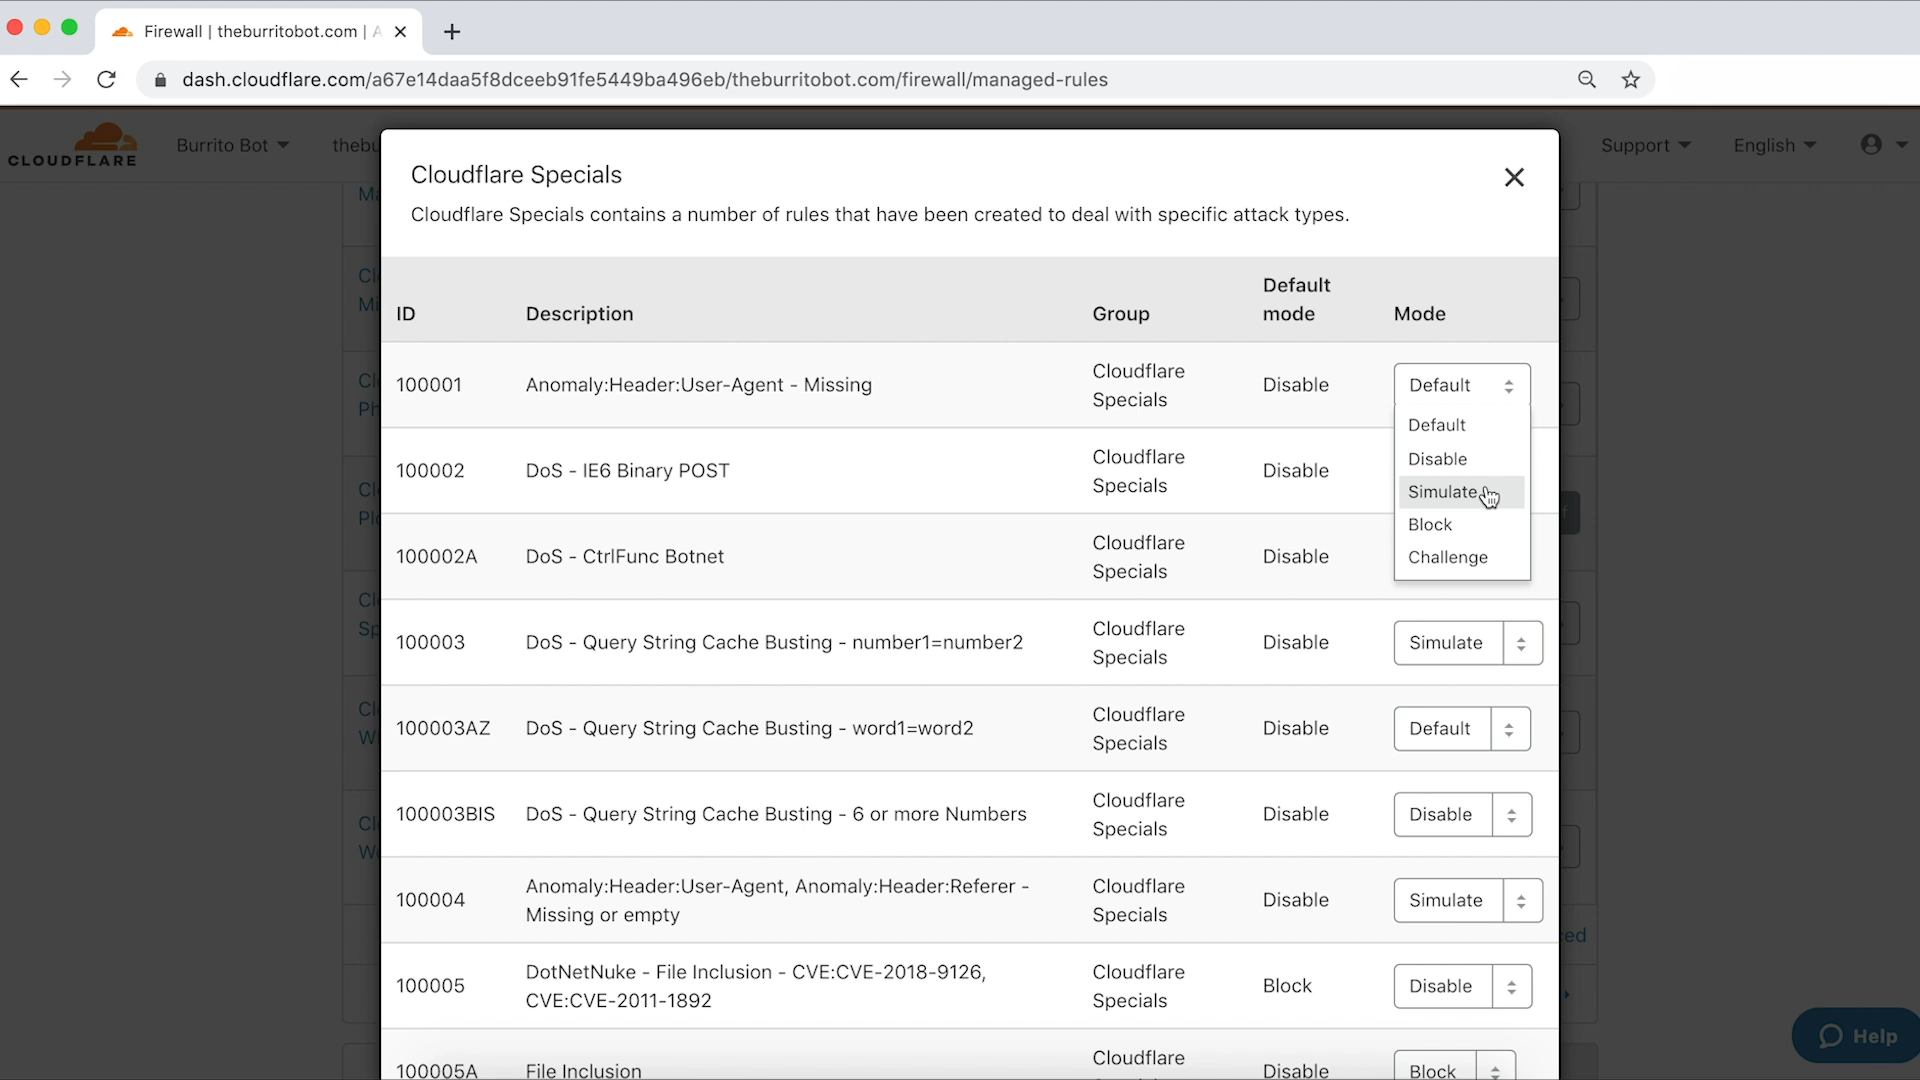 Firewall | theburritobot.com | A
dash.cloudflare.com/a67e14daa5f8dceeb91fe5449ba496eb/theburritobot.com/firewall/managed-rules
CLOUDFLARE
Burrito Bot
Support
English
Cloudflare Specials
Cloudflare Specials contains a number of rules that have been created to deal with specific attack types.
ID
Description
Group
Default
mode
Mode
100001
Anomaly:Header:User-Agent - Missing
Cloudflare
Specials
Disable
Default
Default
Disable
Simulate
Block
Challenge
100002
DoS - IE6 Binary POST
Cloudflare
Specials
Disable
100002A
DoS - CtrlFunc Botnet
Cloudflare
Specials
Disable
100003
DoS - Query String Cache Busting - number1=number2
Cloudflare
Specials
Disable
Simulate
100003AZ
DoS - Query String Cache Busting - word1=word2
Cloudflare
Specials
Disable
Default
100003BIS
DoS - Query String Cache Busting - 6 or more Numbers
Cloudflare
Specials
Disable
Disable
100004
Anomaly:Header:User-Agent, Anomaly:Header:Referer -
Missing or empty
Cloudflare
Specials
Disable
Simulate
100005
DotNetNuke - File Inclusion - CVE:CVE-2018-9126,
CVE:CVE-2011-1892
Cloudflare
Specials
Block
Disable
100005A
File Inclusion
Cloudflare
Disable
Block
Help